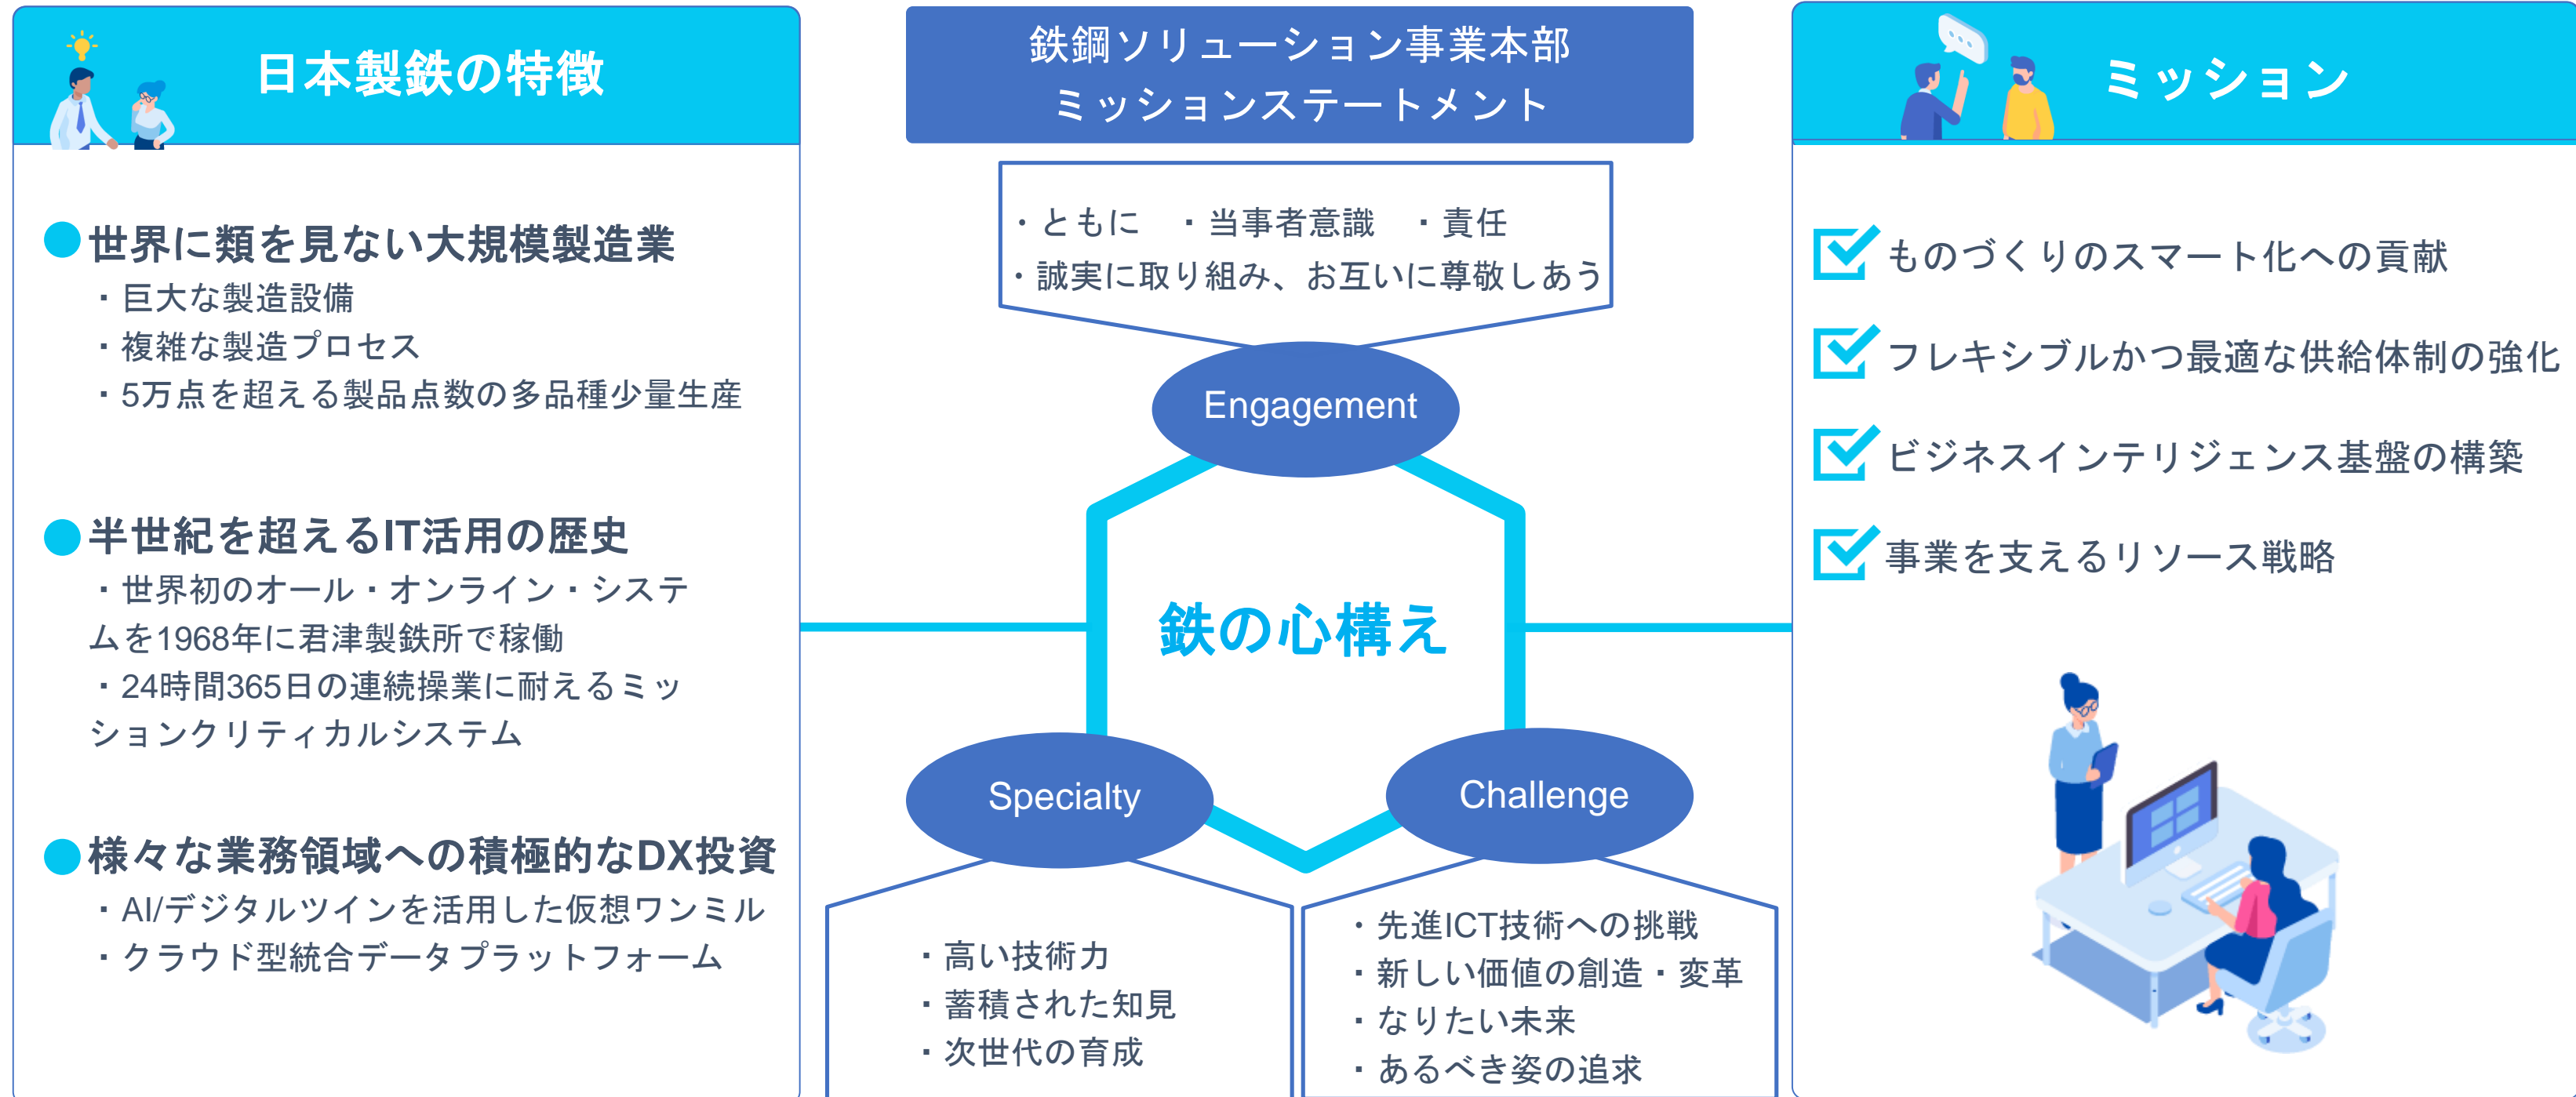 日本製鉄の特徴
●世界に類を見ない大規模製造業
・巨大な製造設備
・複雑な製造プロセス
・5万点を超える製品点数の多品種少量生産
●半世紀を超えるIT活用の歴史
・世界初のオール・オンライン・システ
ムを1968年に君津製鉄所で稼働
・24時間365日の連続操業に耐えるミッ
ションクリティカルシステム
●様々な業務領域への積極的なDX投資
・AI/デジタルツインを活用した仮想ワンミル
・クラウド型統合データプラットフォーム
鉄鋼ソリューション事業本部
ミッションステートメント
・ともに　・当事者意識　・責任
・誠実に取り組み、お互いに尊敬しあう
Engagement
鉄の心構え
Specialty
・高い技術力
・蓄積された知見
・次世代の育成
Challenge
・先進ICT技術への挑戦
・新しい価値の創造・変革
・なりたい未来
・あるべき姿の追求
ミッション
ものづくりのスマート化への貢献
フレキシブルかつ最適な供給体制の強化
ビジネスインテリジェンス基盤の構築
事業を支えるリソース戦略